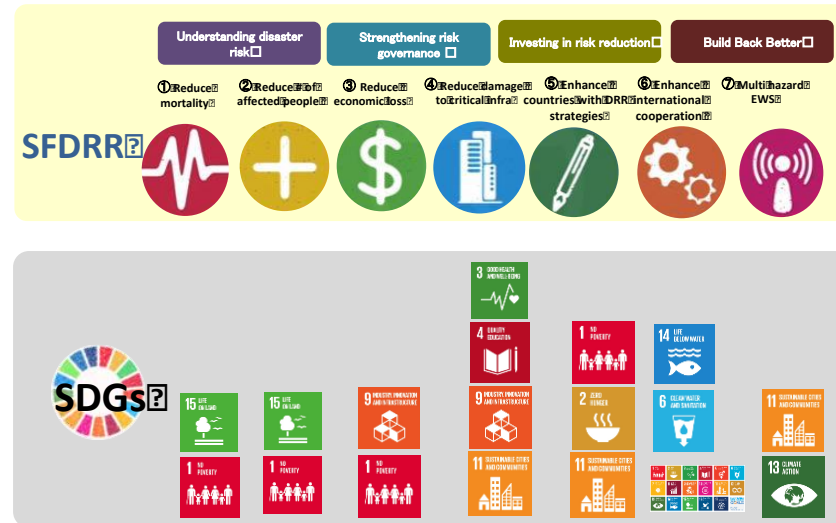 Understanding disaster
risk□
Strengthening risk
governance □
Investing in risk reduction□
Build Back Better□
①Reduce
mortality
②Reduce # of
affected people
③ Reduce
economic loss
④Reduce damage
to critical infra
⑤Enhance
countries with DRR
strategies
⑥Enhance
international
cooperation
⑦Multi hazard
EWS
SFDRR
$
SDGs
3 GOOD HEALTH
AND WELL-BEING
4 QUALITY
EDUCATION
1 NO
POVERTY
14 LIFE
BELOW WATER
15 LIFE
ON LAND
15 LIFE
ON LAND
9 INDUSTRY, INNOVATION
AND INFRASTRUCTURE
9 INDUSTRY, INNOVATION
AND INFRASTRUCTURE
2 ZERO
HUNGER
6 CLEAN WATER
AND SANITATION
11 SUSTAINABLE CITIES
AND COMMUNITIES
1 NO
POVERTY
1 NO
POVERTY
1 NO
POVERTY
11 SUSTAINABLE CITIES
AND COMMUNITIES
11 SUSTAINABLE CITIES
AND COMMUNITIES
13 CLIMATE
ACTION